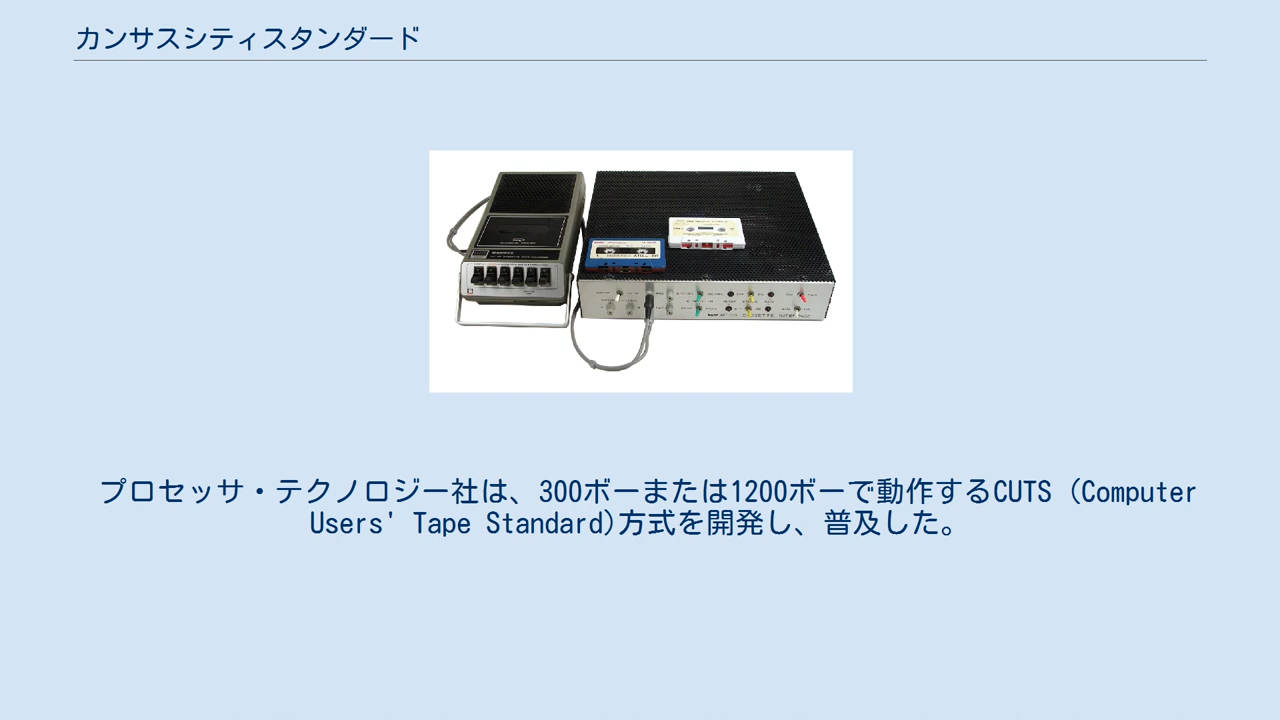 カンサスシティスタンダード
プロセッサ・テクノロジー社は、300ボーまたは1200ボーで動作するCUTS (Computer
Users' Tape Standard)方式を開発し、普及した。